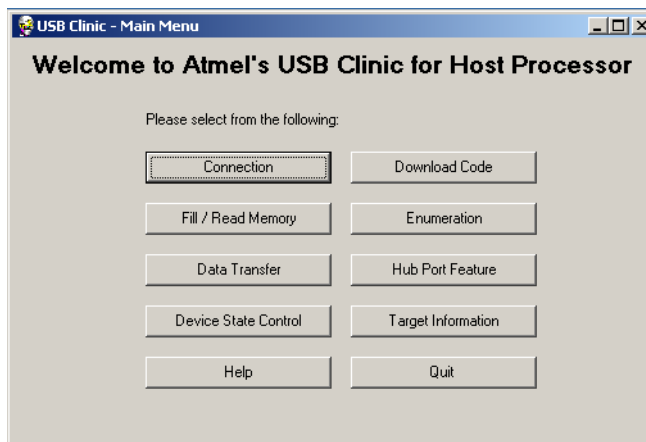 USB Clinic - Main Menu
Welcome to Atmel's USB Clinic for Host Processor
Please select from the following:
Connection Download Code
Fill / Read Memory Enumeration
Data Transfer Hub Port Feature
Device State Control Target Information
Help Quit